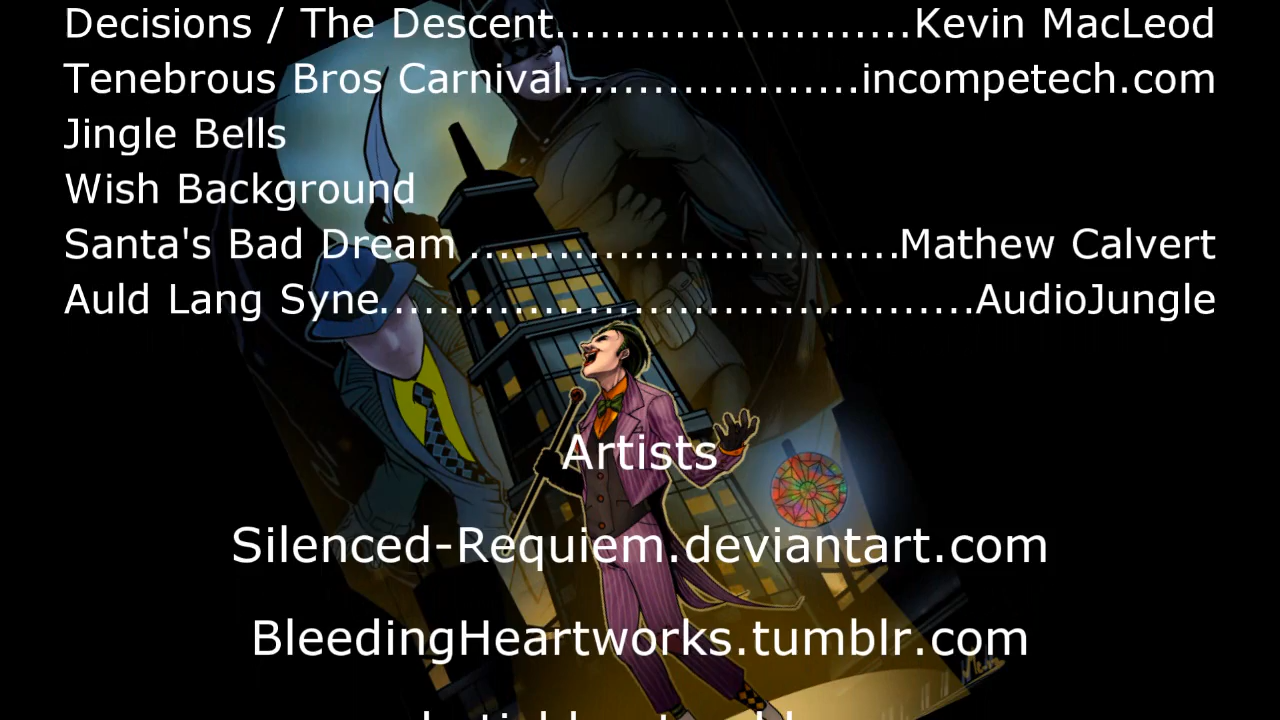 Decisions / The Descent........................Kevin MacLeod
Tenebrous Bros Carnival....................incompetech.com
Jingle Bells
Wish Background
Santa's Bad Dream .............................Mathew Calvert
Auld Lang Syne........................................AudioJungle
Artists
Silenced-Requiem.deviantart.com
BleedingHeartworks.tumblr.com